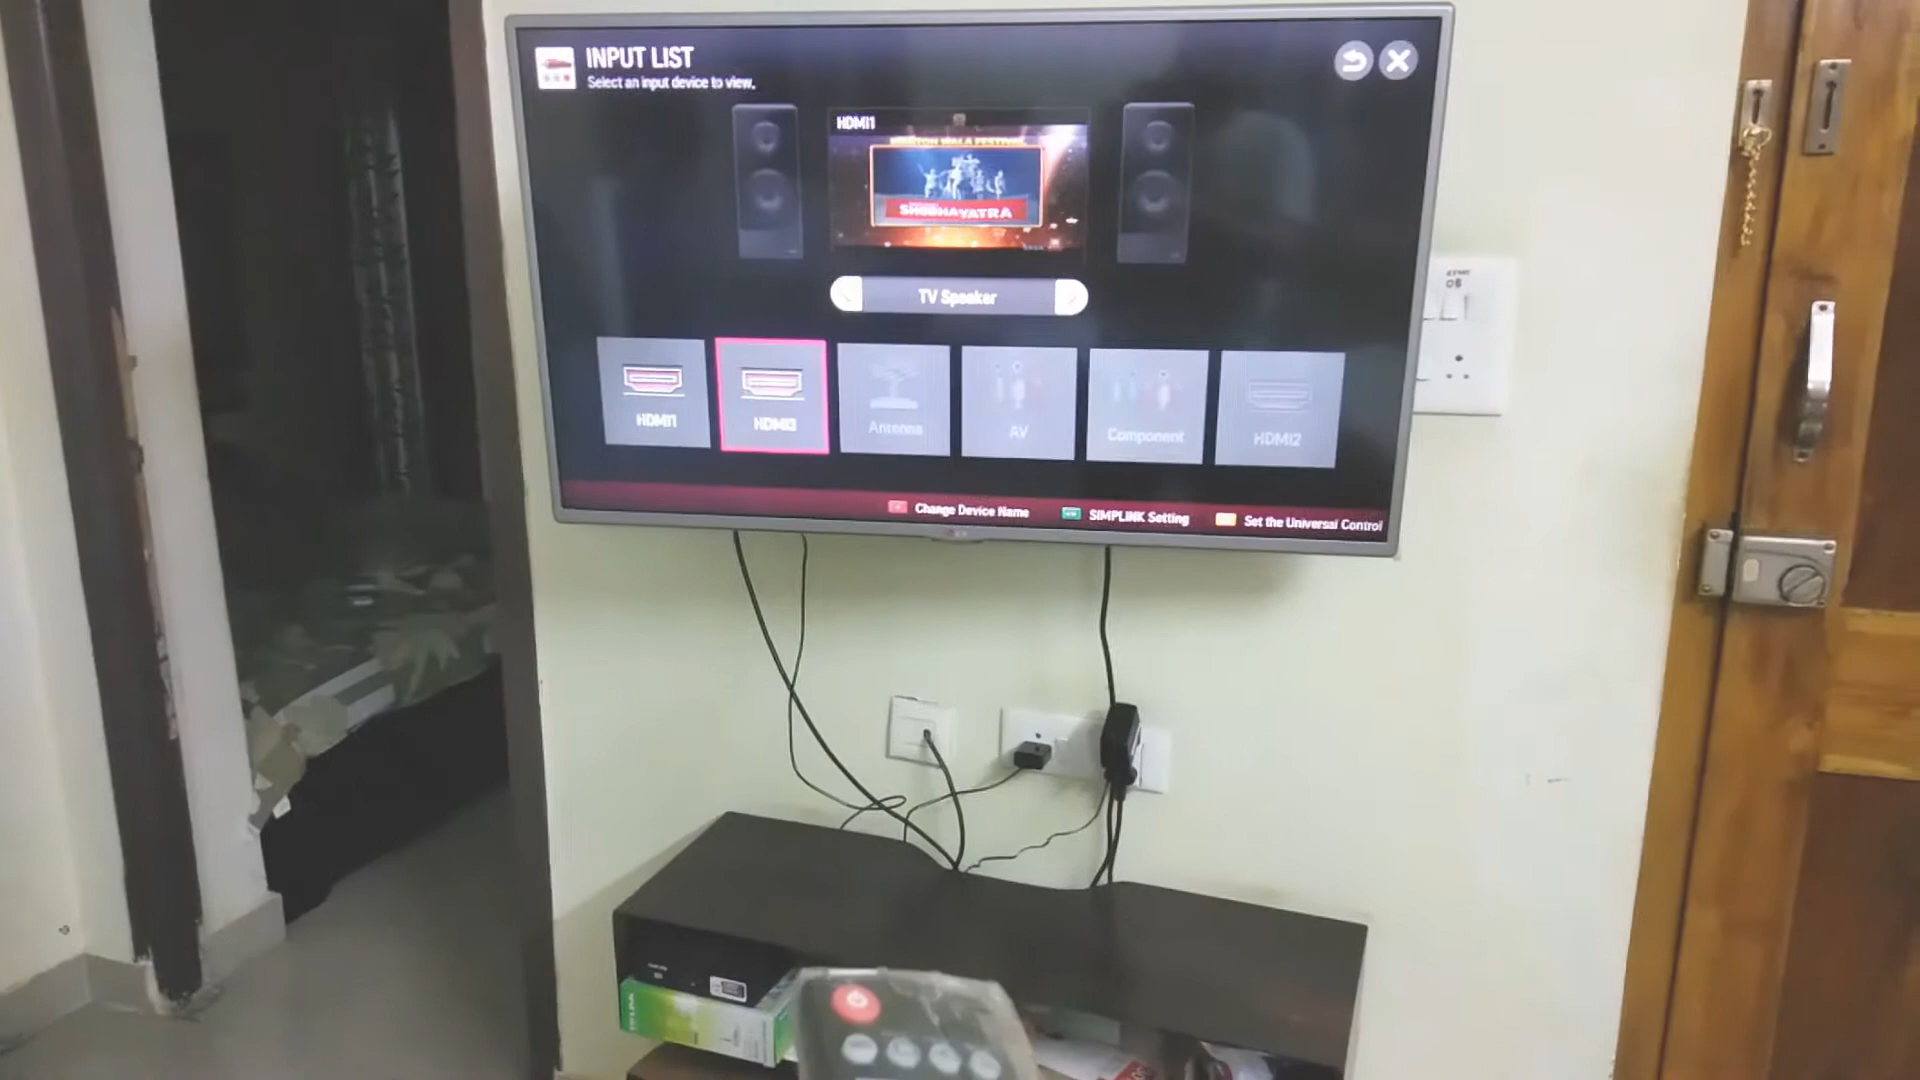 INPUT LIST
Select an input device to view.
HDMI1
SHOBHAYATRA
TV Speaker
HDMI1
HDMI3
Antenna
AV
Component
HDMI2
Change Device Name
SIMPLINK Setting
Set the Universal Control
LG